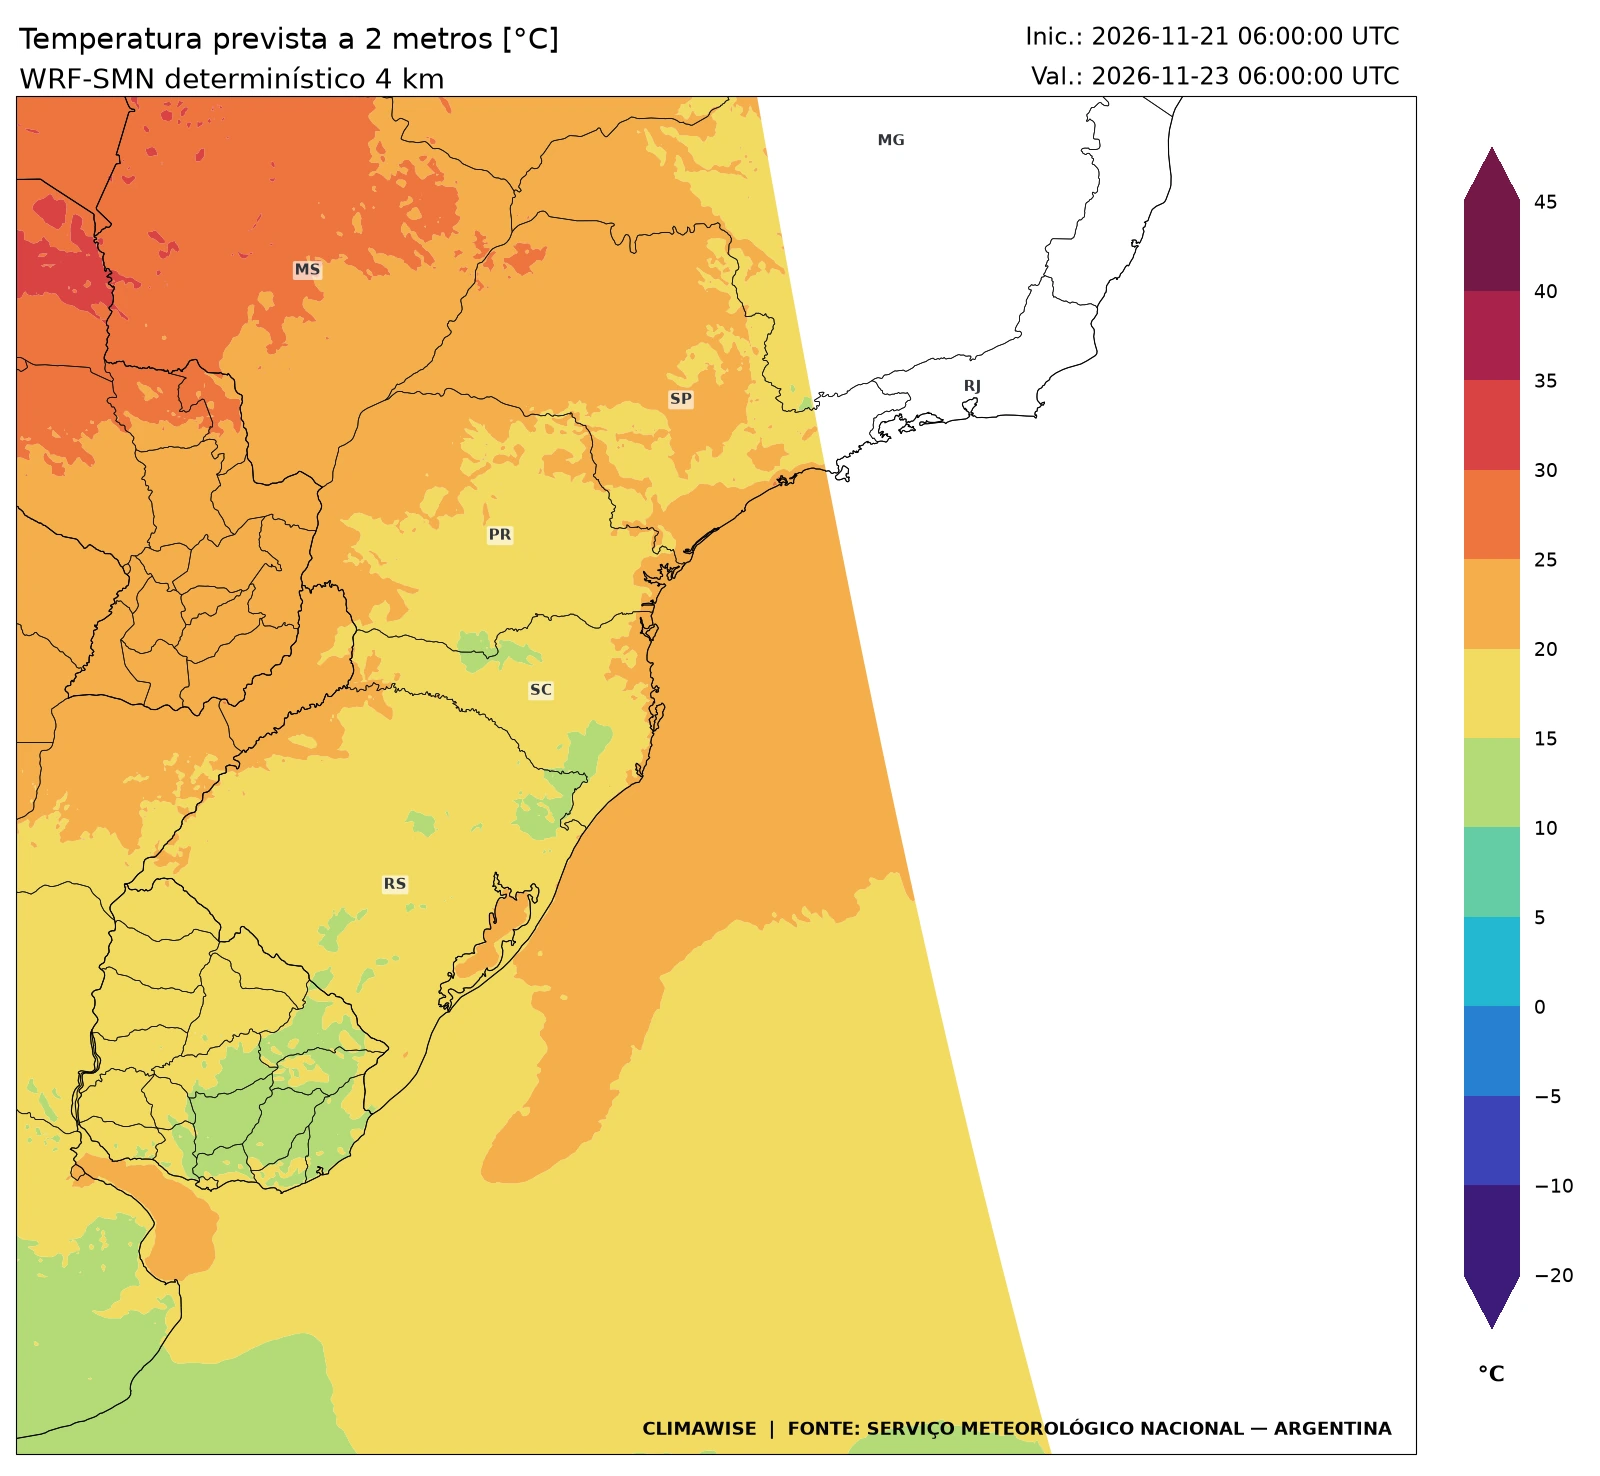 Temperatura prevista a 2 metros [°C]
WRF-SMN determinístico 4 km
Inic.: 2026-11-21 06:00:00 UTC
Val.: 2026-11-23 06:00:00 UTC
MG
MS
RJ
SP
PR
SC
RS
45
40
35
30
25
20
15
10
5
0
−5
−10
−20
°C
CLIMAWISE | FONTE: SERVIÇO METEOROLÓGICO NACIONAL — ARGENTINA